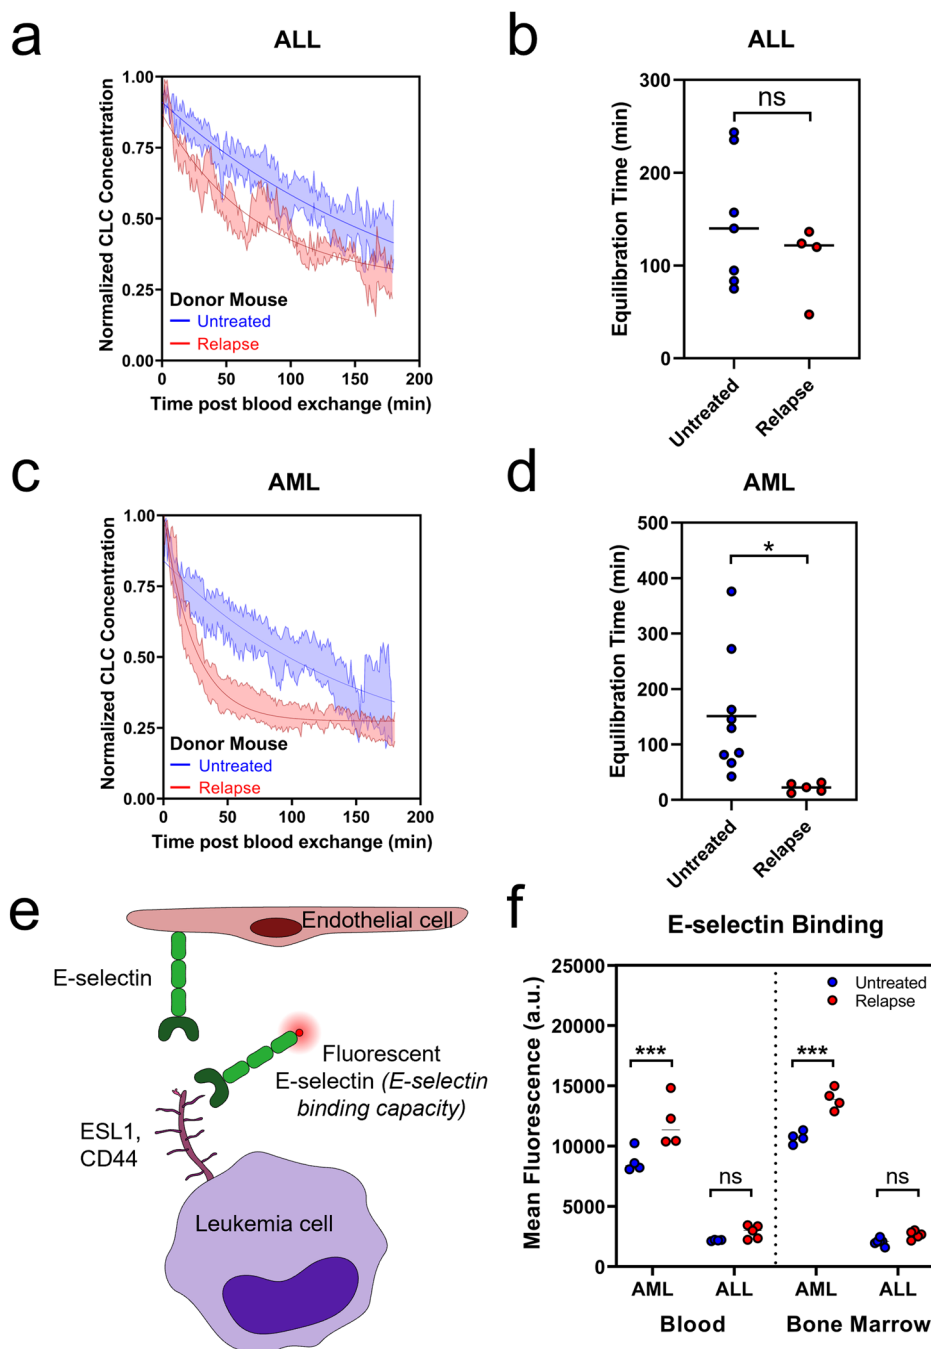 a
ALL
Normalized CLC Concentration
1.00
0.75
0.50
0.25
0.00
Donor Mouse
Untreated
Relapse
0 50 100 150 200
Time post blood exchange (min)
b
ALL
Equilibration Time (min)
300
200
100
0
ns
Untreated
Relapse
c
AML
Normalized CLC Concentration
1.00
0.75
0.50
0.25
0.00
Donor Mouse
Untreated
Relapse
0 50 100 150 200
Time post blood exchange (min)
d
AML
Equilibration Time (min)
500
400
300
200
100
0
*
Untreated
Relapse
e
Endothelial cell
E-selectin
Fluorescent
E-selectin (E-selectin
binding capacity)
ESL1,
CD44
Leukemia cell
f
E-selectin Binding
Mean Fluorescence (a.u.)
25000
20000
15000
10000
5000
0
Untreated
Relapse
*** ***
ns ns
AML ALL AML ALL
Blood Bone Marrow